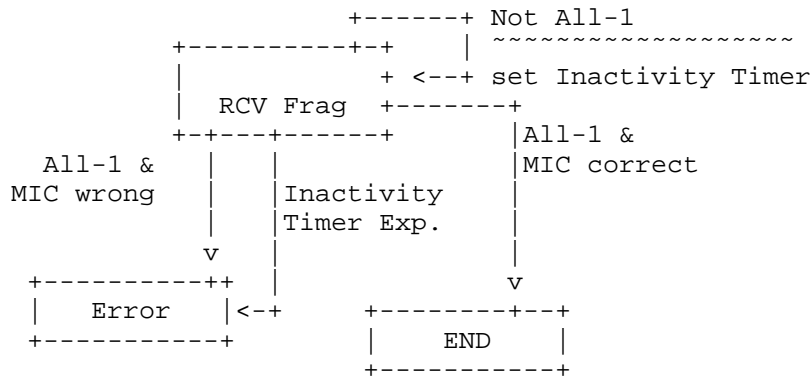 Not All-1
~~~~~~~~~~~~~~~~~~~
set Inactivity Timer
RCV Frag
All-1 &
MIC correct
All-1 &
MIC wrong
Inactivity
Timer Exp.
Error
END